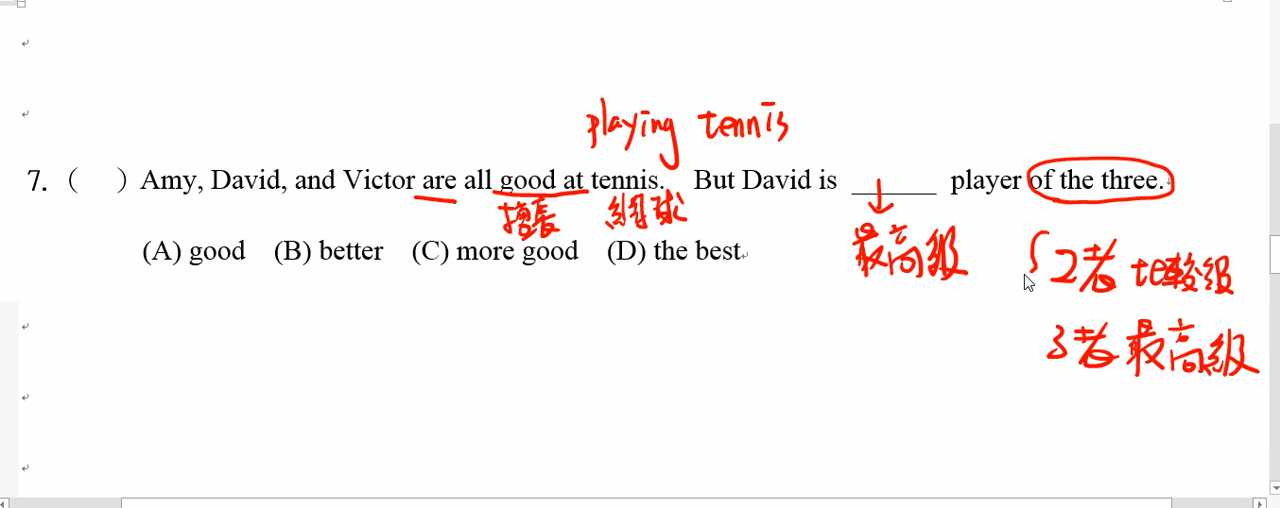 playing tennis
7. (    ) Amy, David, and Victor are all good at tennis.    But David is ______ player of the three.
擅長 網球
(A) good    (B) better    (C) more good    (D) the best
最高級
2者 比較級
3者 最高級